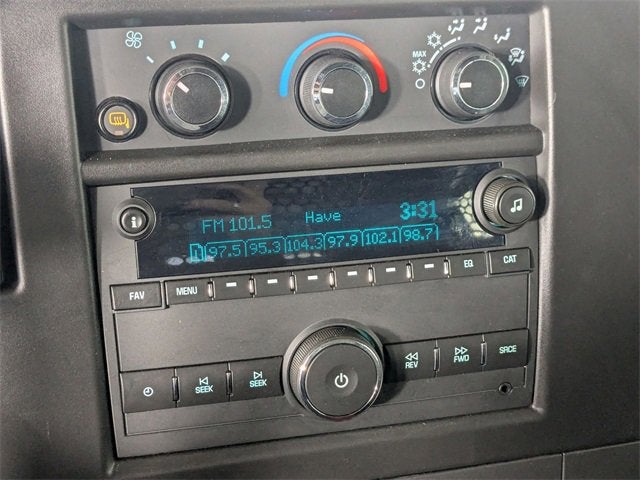 MAX
FM 101.5 Have 3:31
1 97.5 95.3 104.3 97.9 102.1 98.7
i
FAV MENU EQ CAT
SEEK SEEK REV FWD SRCE